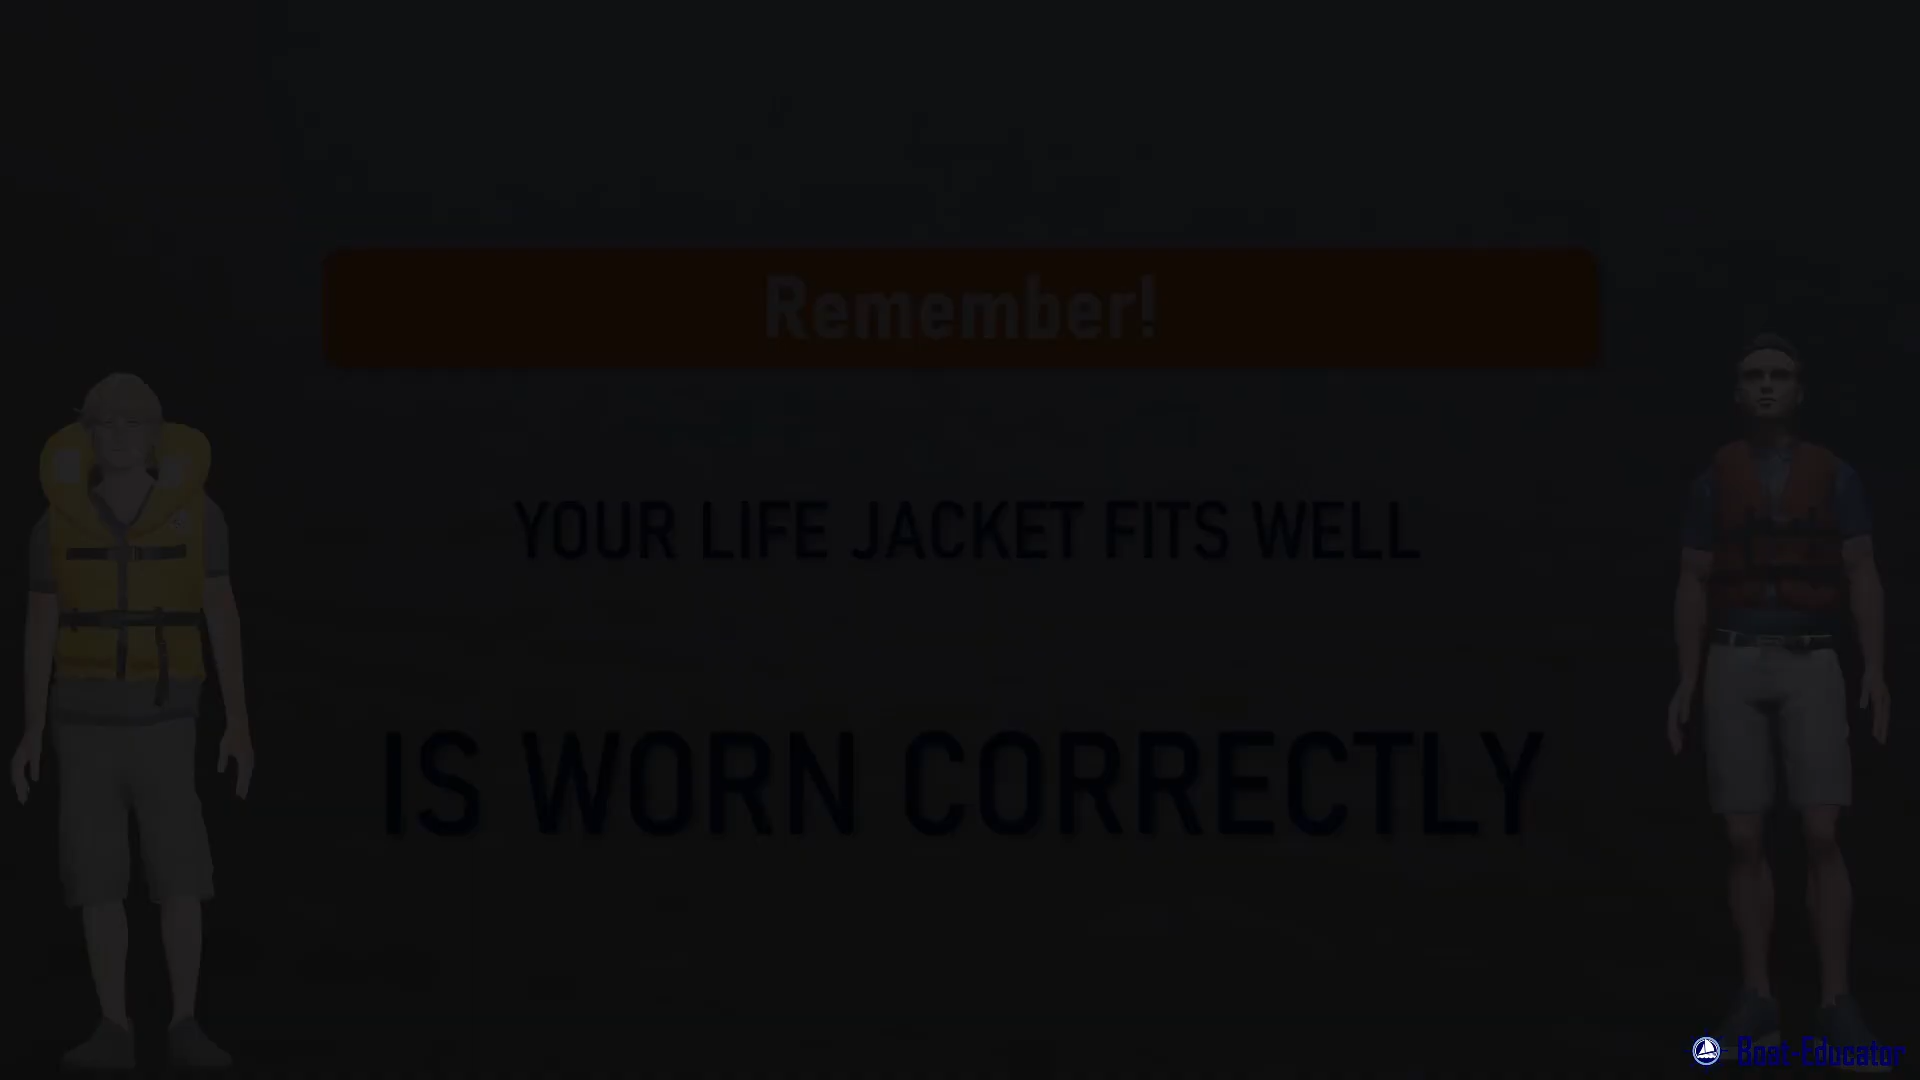 Remember!
YOUR LIFE JACKET FITS WELL
IS WORN CORRECTLY
Boat-Educator